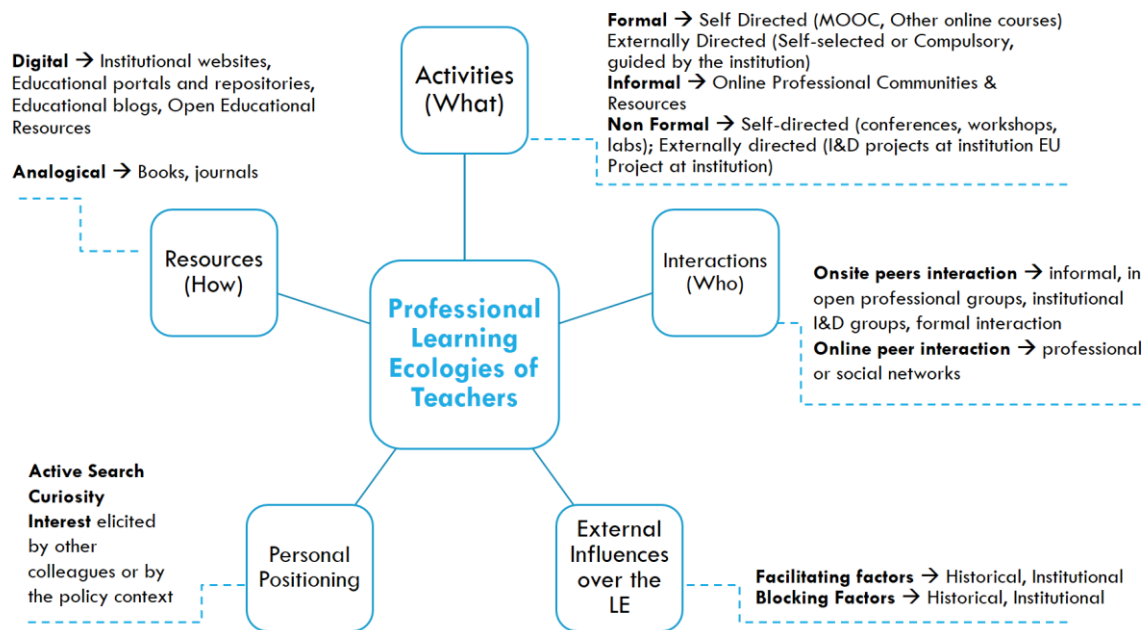 Formal → Self Directed (MOOC, Other online courses)
Externally Directed (Self-selected or Compulsory,
guided by the institution)
Informal → Online Professional Communities &
Resources
Non Formal → Self-directed (conferences, workshops,
labs); Externally directed (I&D projects at institution EU
Project at institution)
Digital → Institutional websites,
Educational portals and repositories,
Educational blogs, Open Educational
Resources
Analogical → Books, journals
Activities
(What)
Resources
(How)
Interactions
(Who)
Onsite peers interaction → informal, in
open professional groups, institutional
I&D groups, formal interaction
Online peer interaction → professional
or social networks
Professional
Learning
Ecologies of
Teachers
Active Search
Curiosity
Interest elicited
by other
colleagues or by
the policy context
Personal
Positioning
External
Influences
over the
LE
Facilitating factors → Historical, Institutional
Blocking Factors → Historical, Institutional